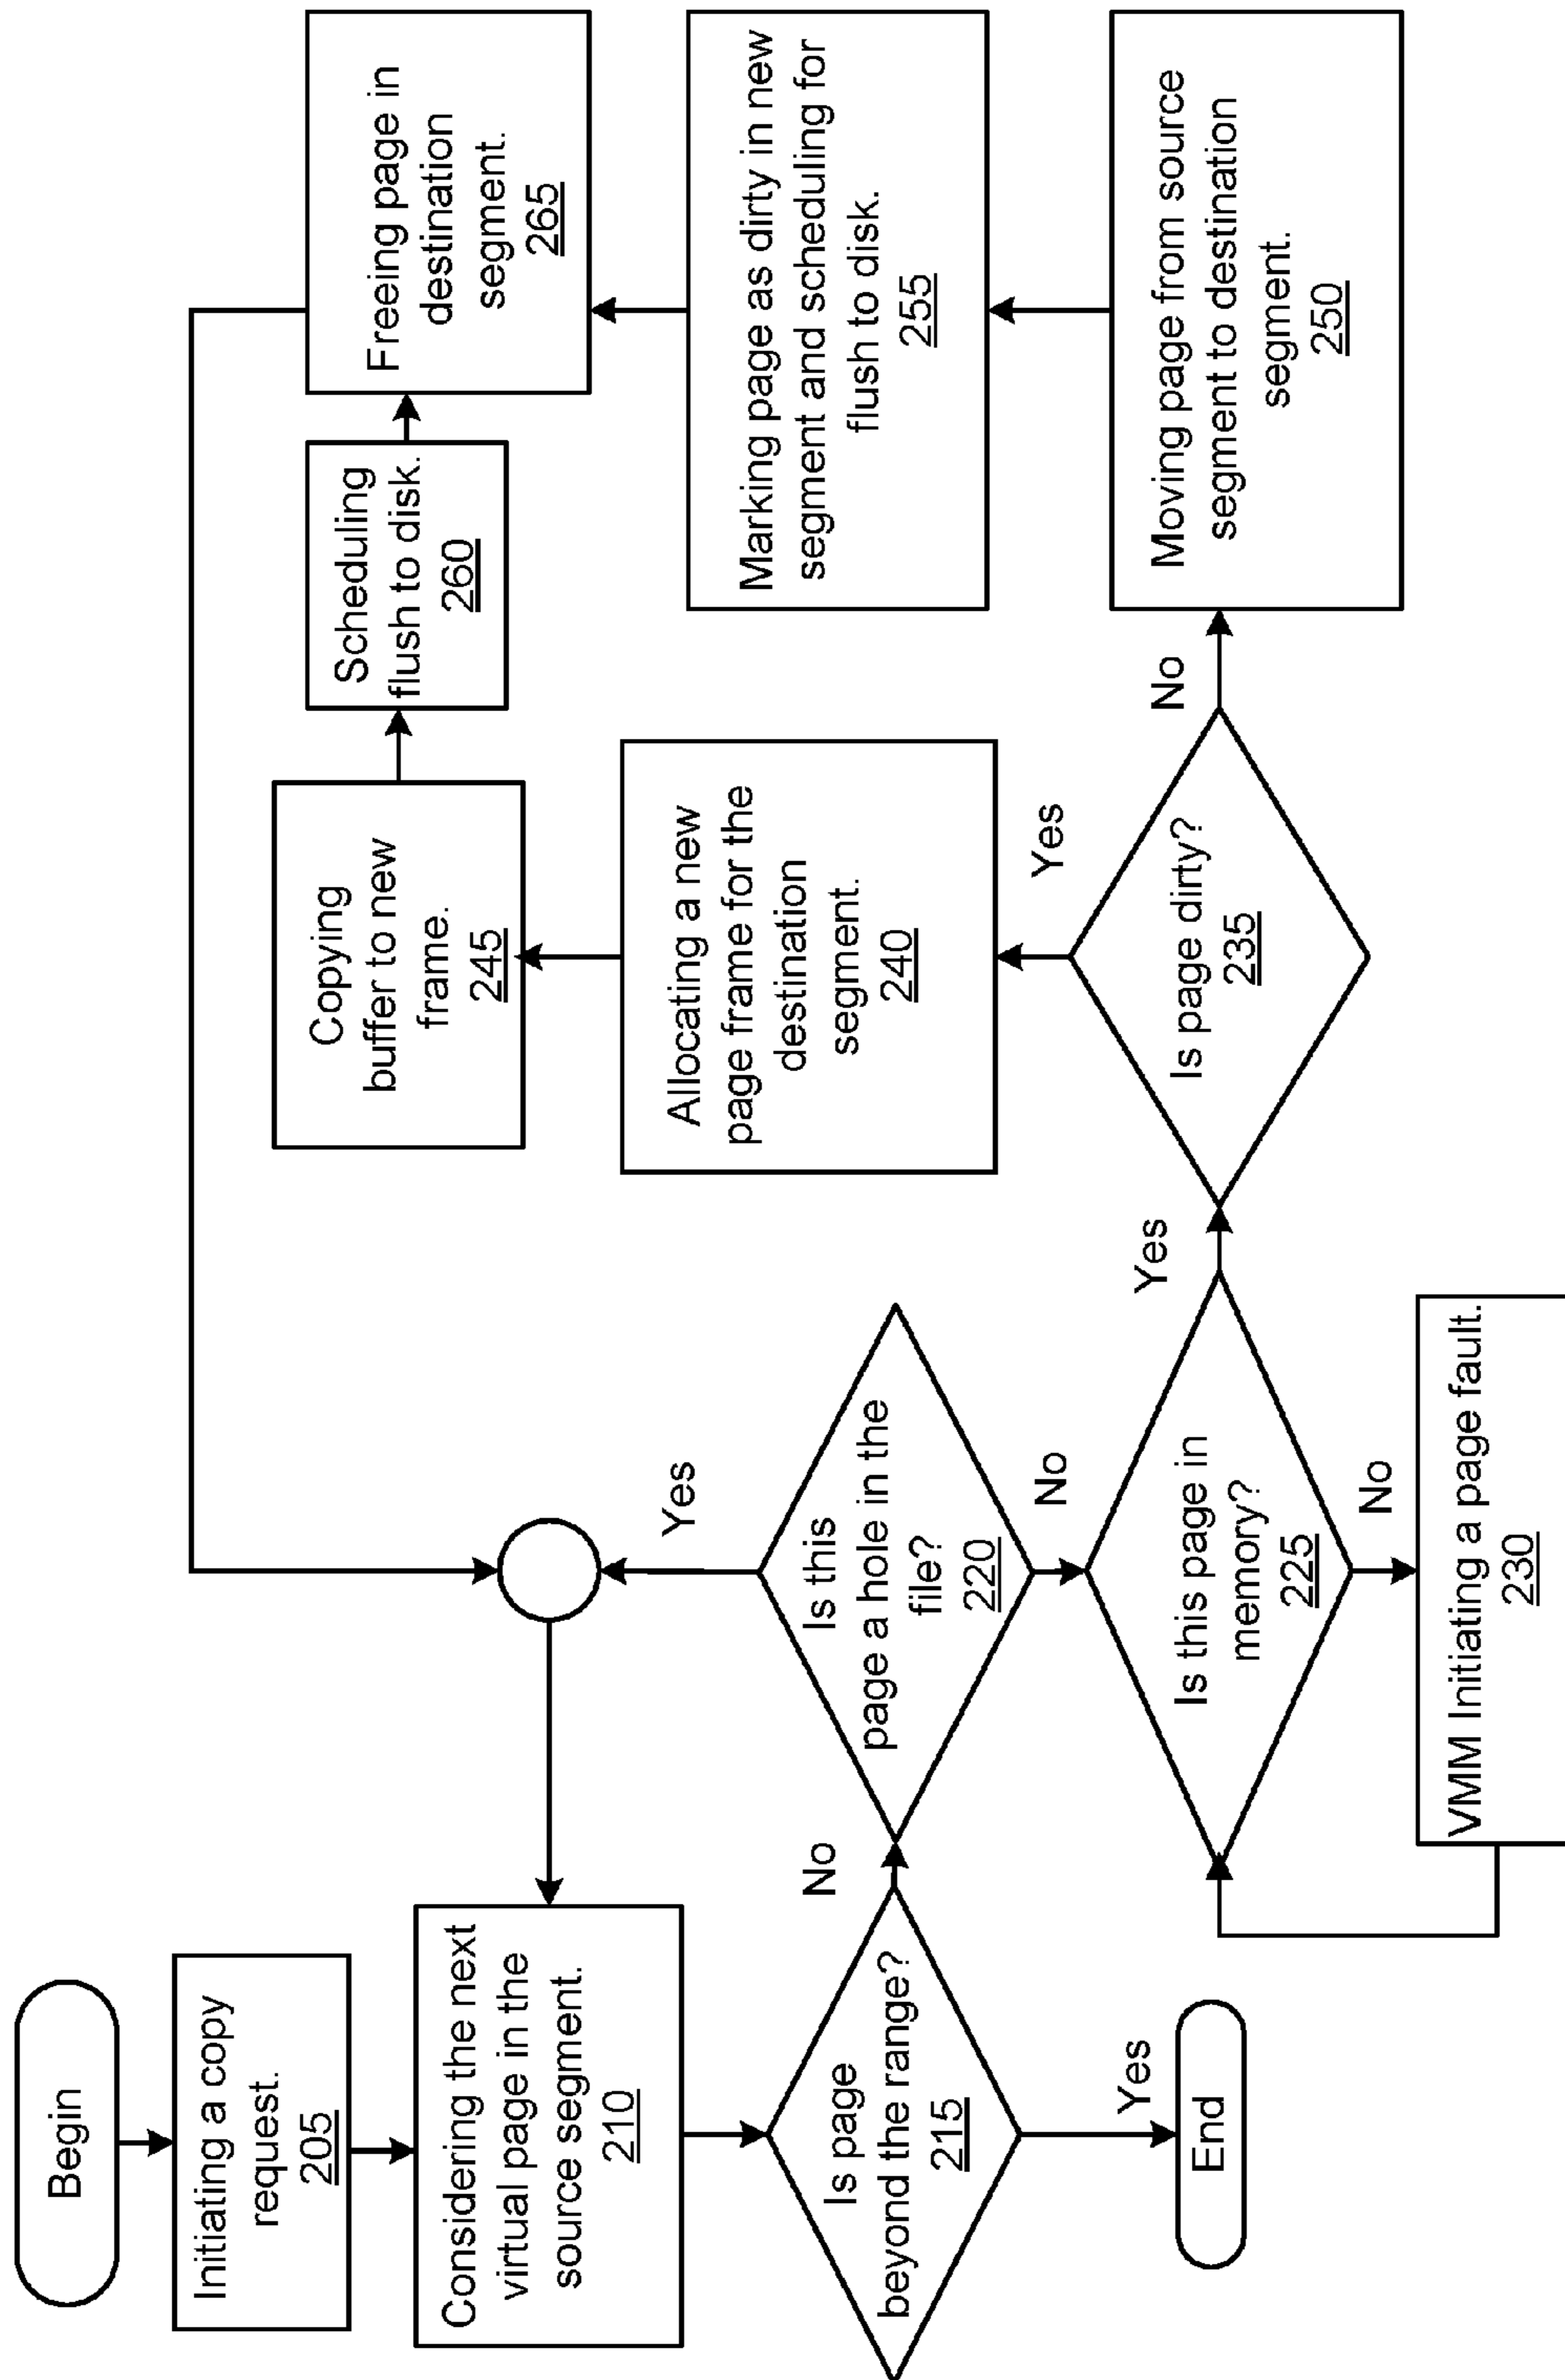 Begin
Initiating a copy
request.
205
Considering the next
virtual page in the
source segment.
210
Is page
beyond the range?
215
Yes
End
No
Is this
page a hole in the
file?
220
Yes
No
Is this page in
memory?
225
No
VMM Initiating a page fault.
230
Yes
Is page dirty?
235
Yes
Allocating a new
page frame for the
destination
segment.
240
Copying
buffer to new
frame.
245
Scheduling
flush to disk.
260
No
Moving page from source
segment to destination
segment.
250
Marking page as dirty in new
segment and scheduling for
flush to disk.
255
Freeing page in
destination
segment.
265